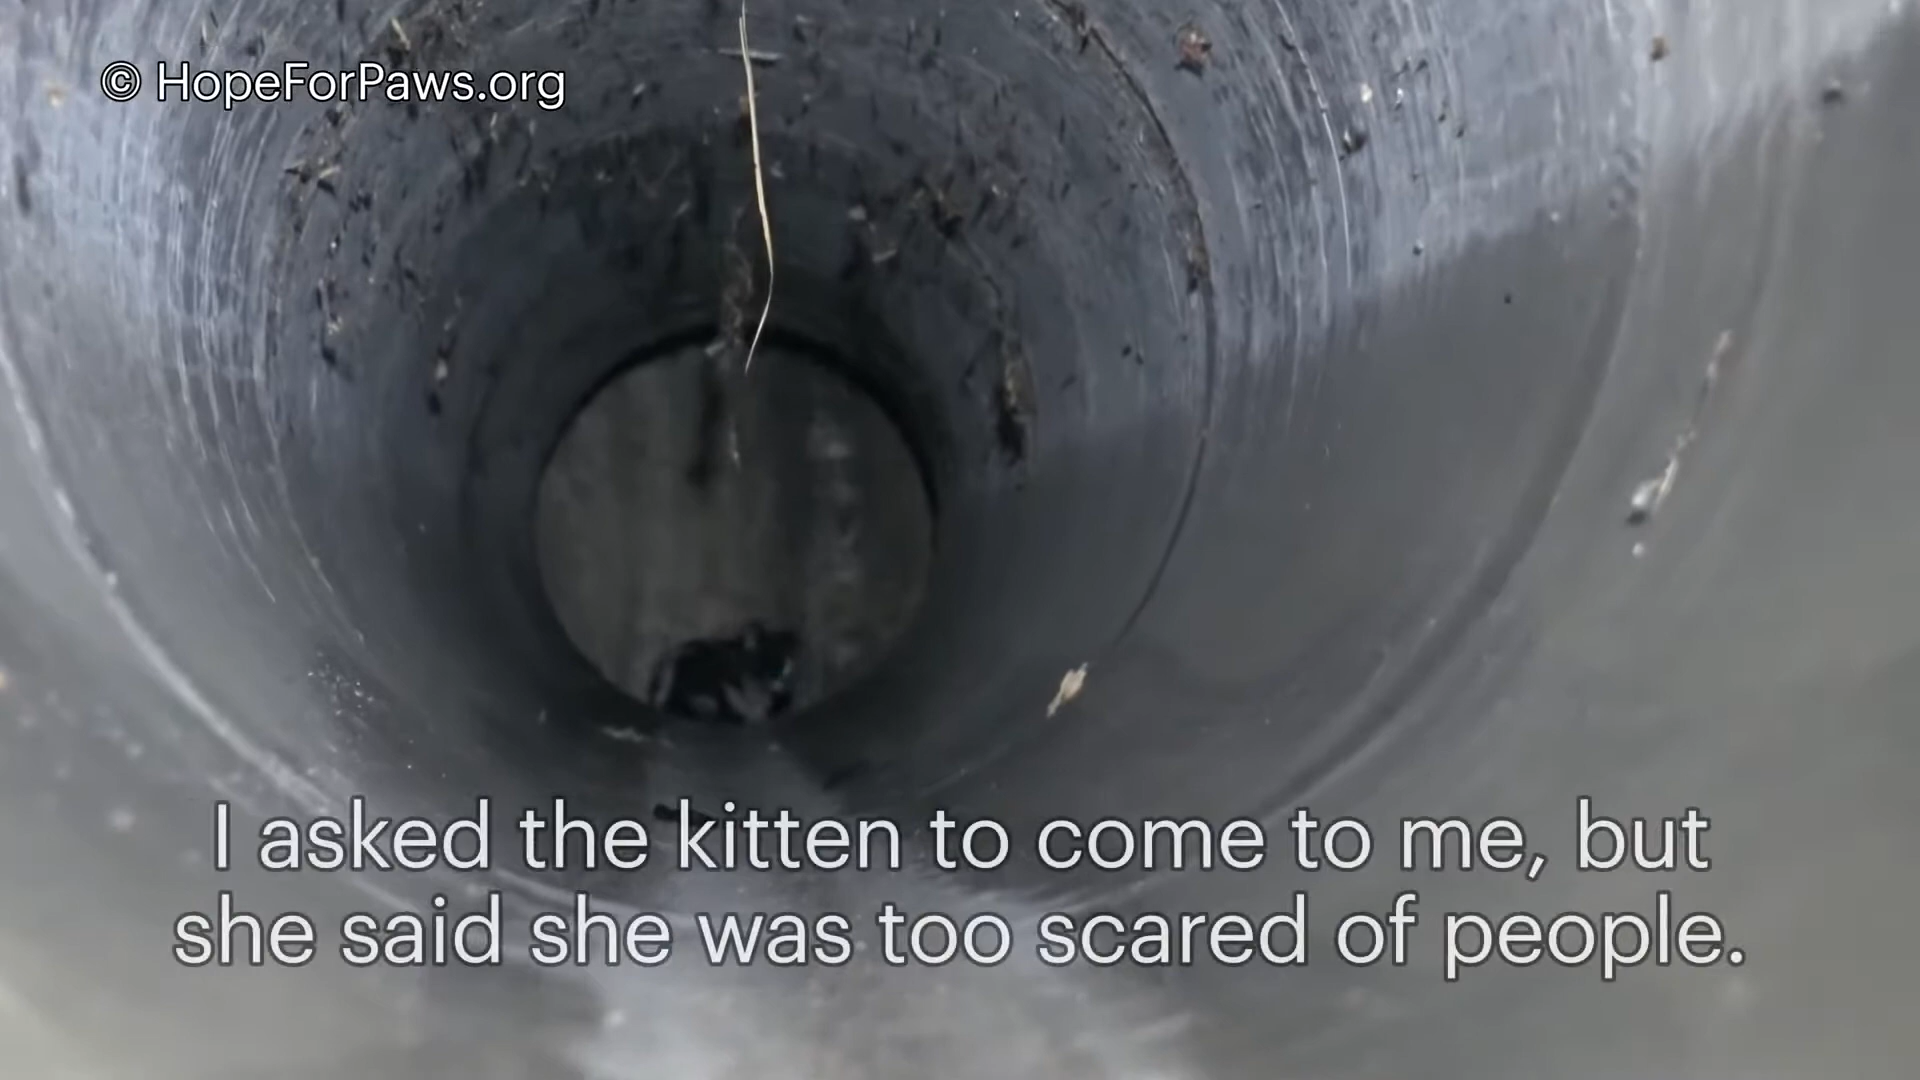 © HopeForPaws.org
I asked the kitten to come to me, but
she said she was too scared of people.